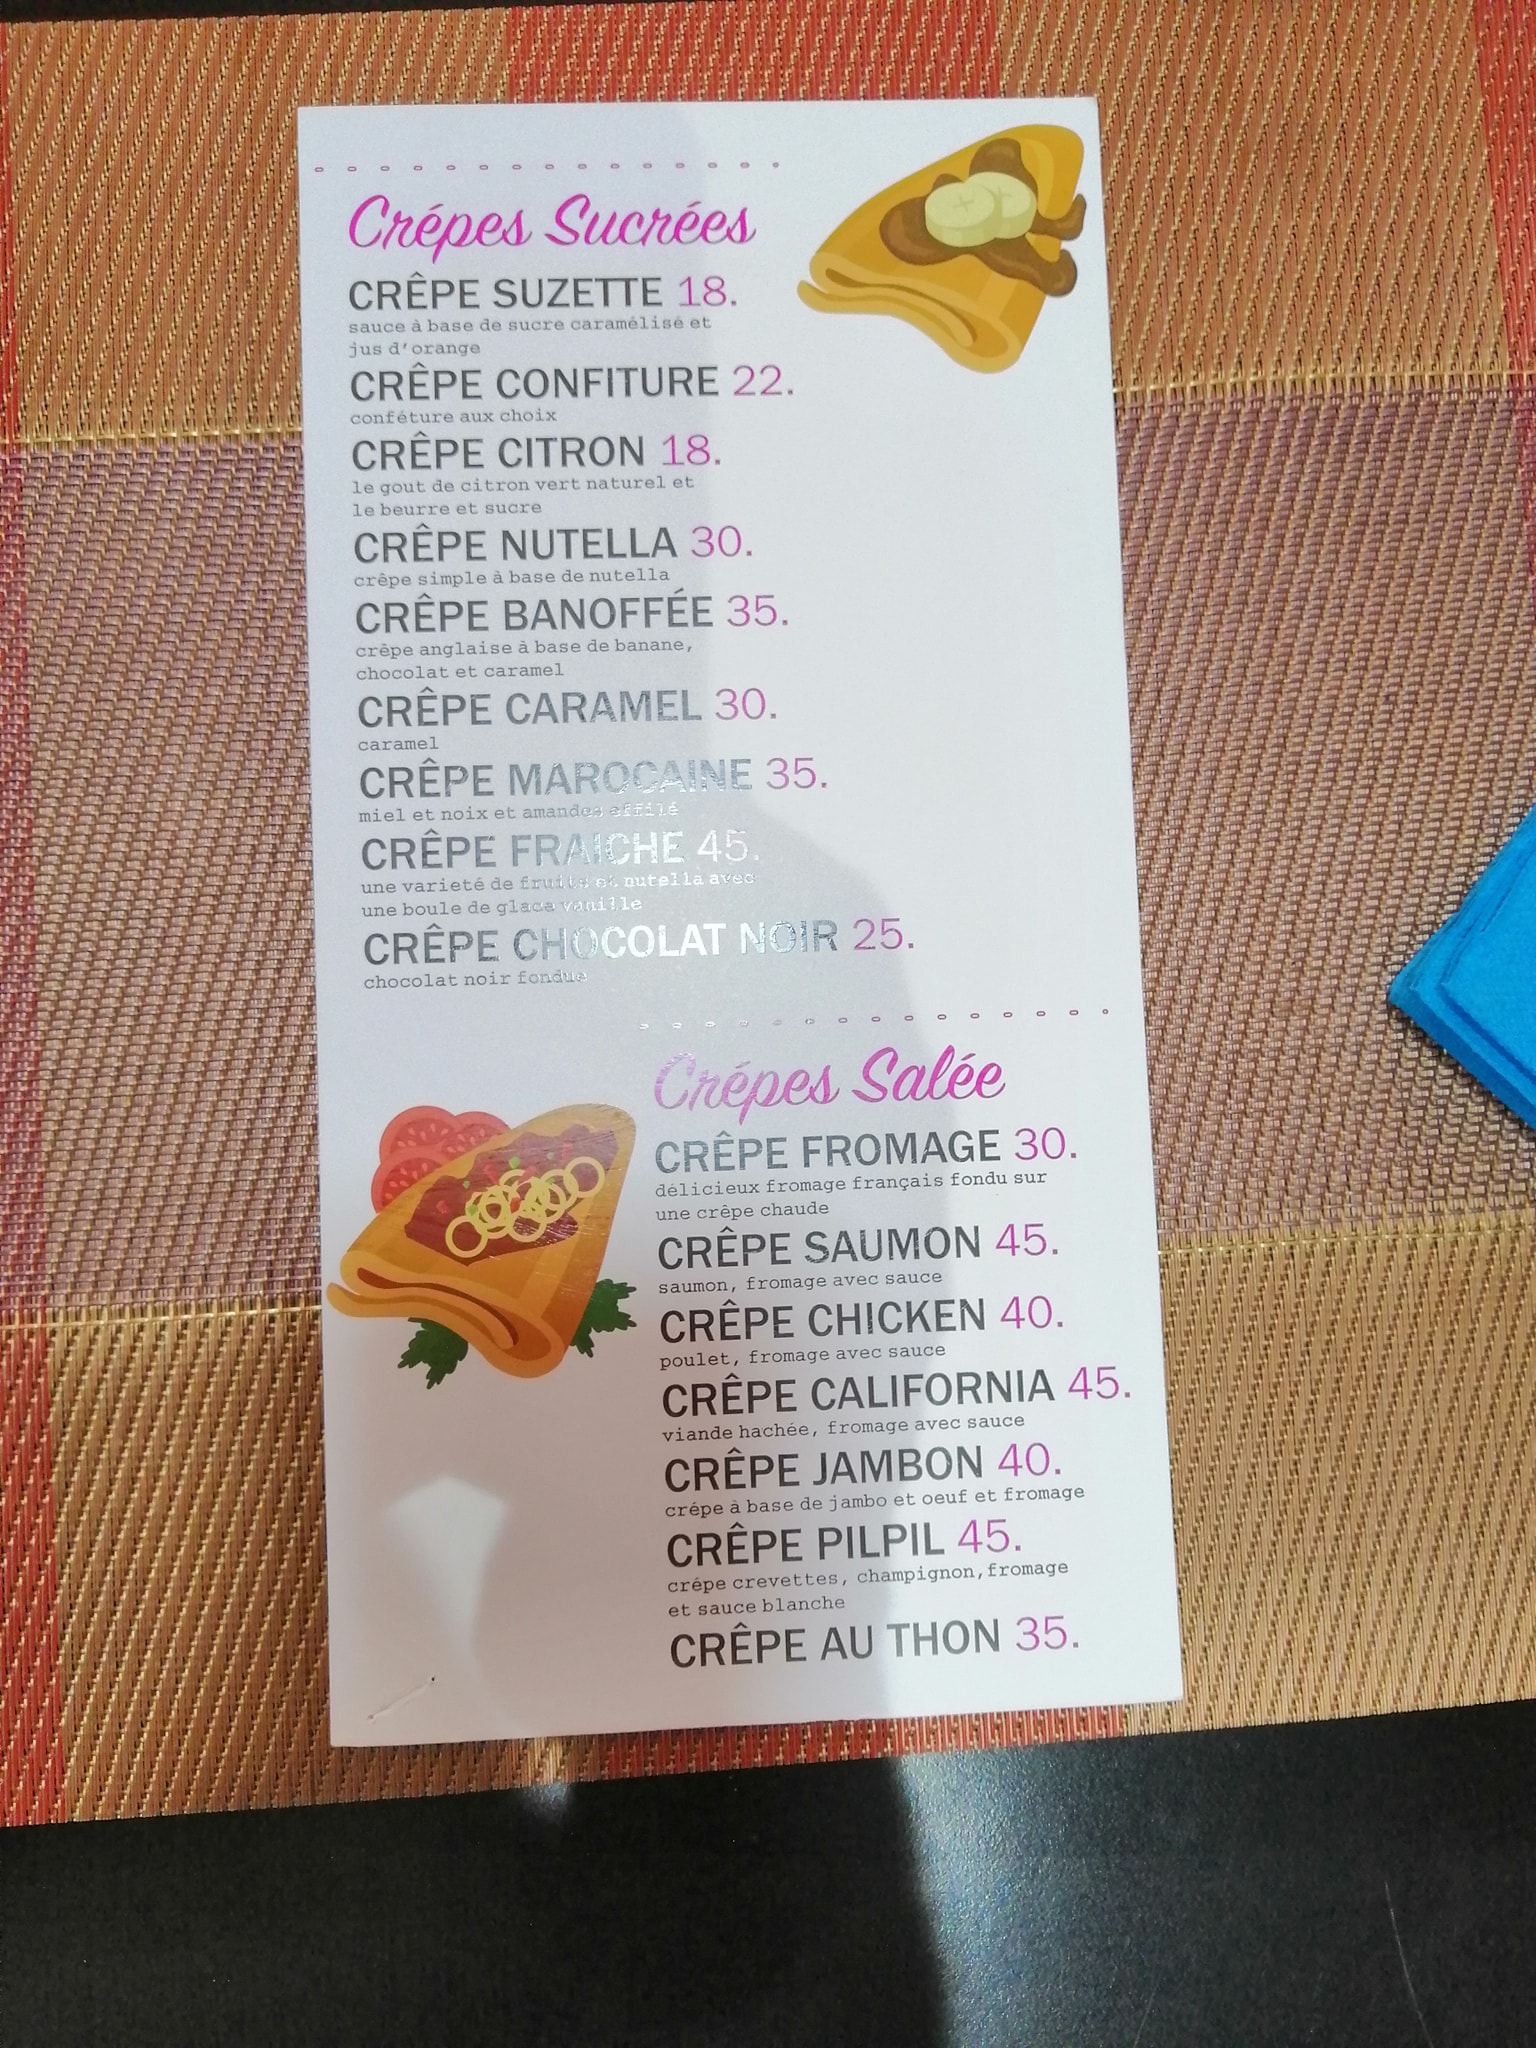 Crépes Sucrées
CRÊPE SUZETTE 18.
sauce à base de sucre caramélisé et
jus d'orange
CRÊPE CONFITURE 22.
conféture aux choix
CRÊPE CITRON 18.
le gout de citron vert naturel et
le beurre et sucre
CRÊPE NUTELLA 30.
crêpe simple à base de nutella
CRÊPE BANOFFÉE 35.
crêpe anglaise à base de banane,
chocolat et caramel
CRÊPE CARAMEL 30.
caramel
CRÊPE MAROCAINE 35.
miel et noix et amandes effilé
CRÊPE FRAICHE 45.
une varieté de fruits et nutella avec
une boule de glace vanille
CRÊPE CHOCOLAT NOIR 25.
chocolat noir fondue
Crépes Salée
CRÊPE FROMAGE 30.
délicieux fromage français fondu sur
une crêpe chaude
CRÊPE SAUMON 45.
saumon, fromage avec sauce
CRÊPE CHICKEN 40.
poulet, fromage avec sauce
CRÊPE CALIFORNIA 45.
viande hachée, fromage avec sauce
CRÊPE JAMBON 40.
crépe à base de jambo et oeuf et fromage
CRÊPE PILPIL 45.
crépe crevettes, champignon, fromage
et sauce blanche
CRÊPE AU THON 35.